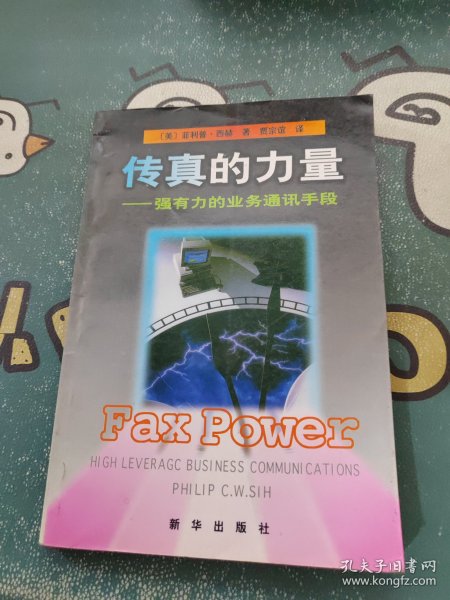 〔美〕菲利普·西赫 著 贾宗谊 译
传真的力量
——强有力的业务通讯手段
Fax Power
HIGH LEVERAGC BUSINESS COMMUNICATIONS
PHILIP C.W.SIH
新华出版社
孔夫子旧书网
www.kongfz.com